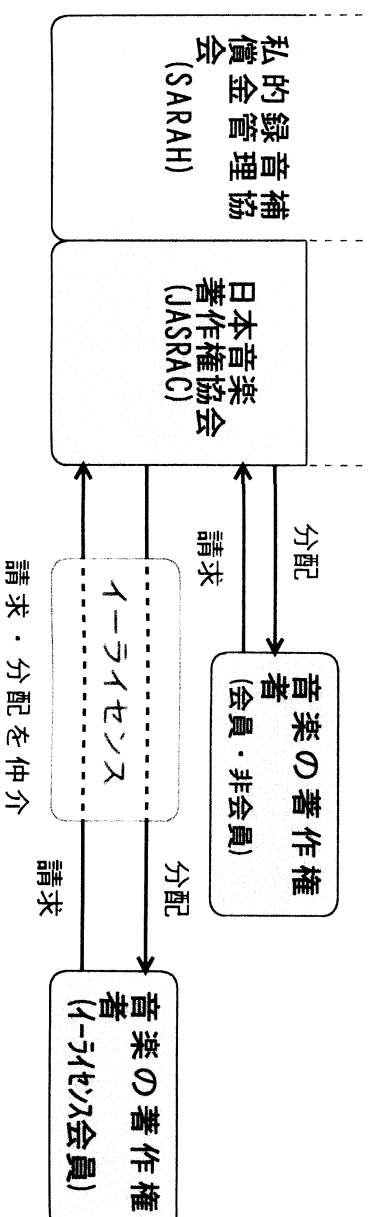 私的録音補
償金管理協
会
(SARAH)
日本音楽
著作権協会
(JASRAC)
分配
請求
音楽の著作権
者
(会員・非会員)
イーライセンス
請求・分配を仲介
分配
請求
音楽の著作権
者
(イーライセンス会員)